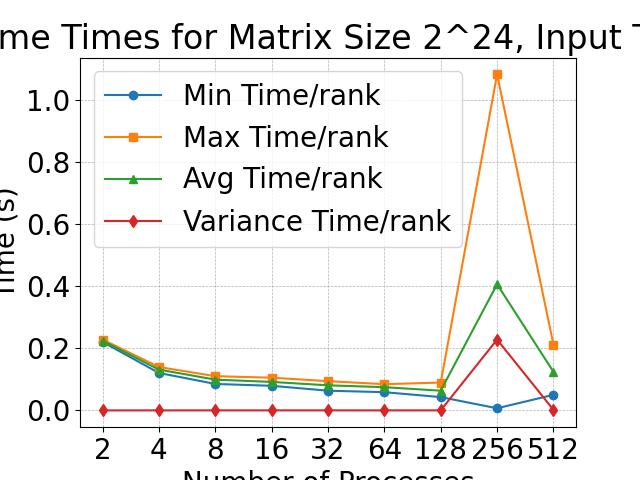 me Times for Matrix Size 2^24, Input
Min Time/rank
Max Time/rank
Avg Time/rank
Variance Time/rank
Time (s)
1.0
0.8
0.6
0.4
0.2
0.0
2 4 8 16 32 64 128 256 512
Number of Processes